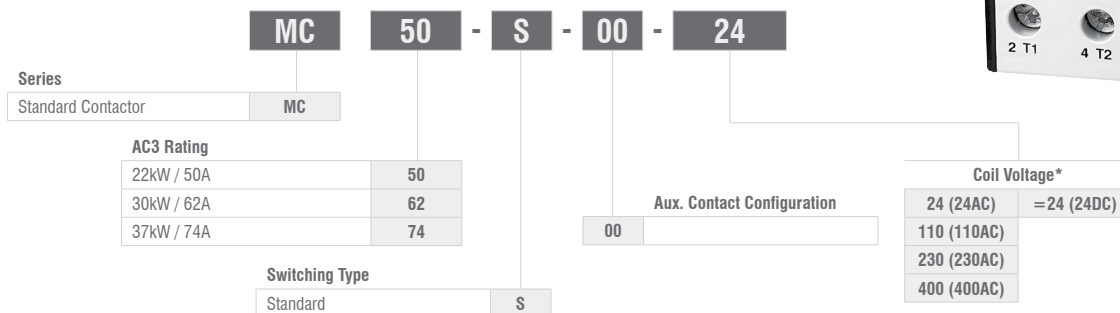 MC 50 - S - 00 - 24
2 T1 4 T2
Series
Standard Contactor MC
AC3 Rating
22kW / 50A 50
30kW / 62A 62
37kW / 74A 74
Switching Type
Standard S
Aux. Contact Configuration
00
Coil Voltage*
24 (24AC) =24 (24DC)
110 (110AC)
230 (230AC)
400 (400AC)